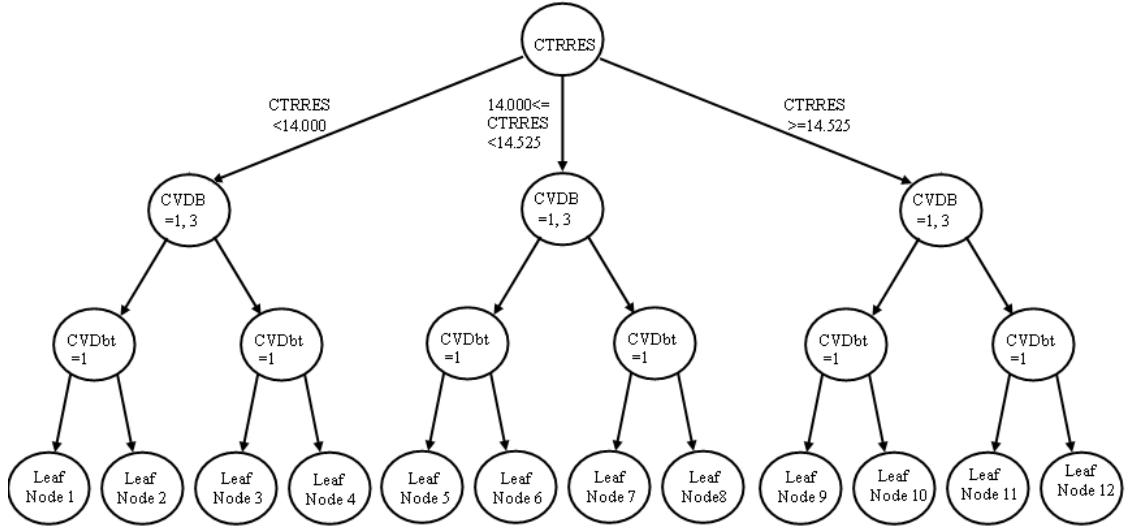 CTRRES
CTRRES
<14.000
14.000<=
CTRRES
<14.525
CTRRES
>=14.525
CVDB
=1, 3
CVDB
=1, 3
CVDB
=1, 3
CVDbt
=1
CVDbt
=1
CVDbt
=1
CVDbt
=1
CVDbt
=1
CVDbt
=1
Leaf
Node 1
Leaf
Node 2
Leaf
Node 3
Leaf
Node 4
Leaf
Node 5
Leaf
Node 6
Leaf
Node 7
Leaf
Node8
Leaf
Node 9
Leaf
Node 10
Leaf
Node 11
Leaf
Node 12